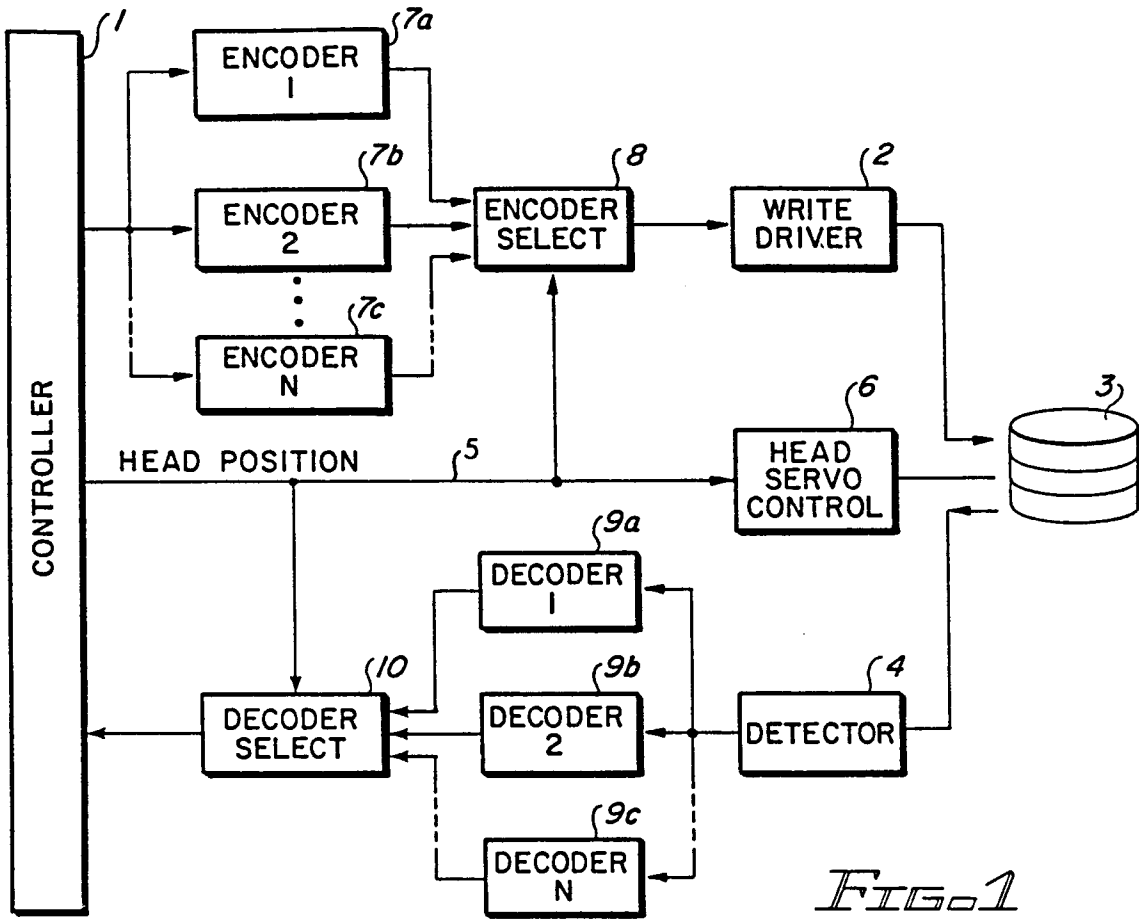 1
7a
ENCODER
1
7b
ENCODER
2
7c
ENCODER
N
8
ENCODER
SELECT
2
WRITE
DRIVER
3
CONTROLLER
HEAD POSITION
5
6
HEAD
SERVO
CONTROL
9a
DECODER
1
10
DECODER
SELECT
9b
DECODER
2
4
DETECTOR
9c
DECODER
N
FIG.1